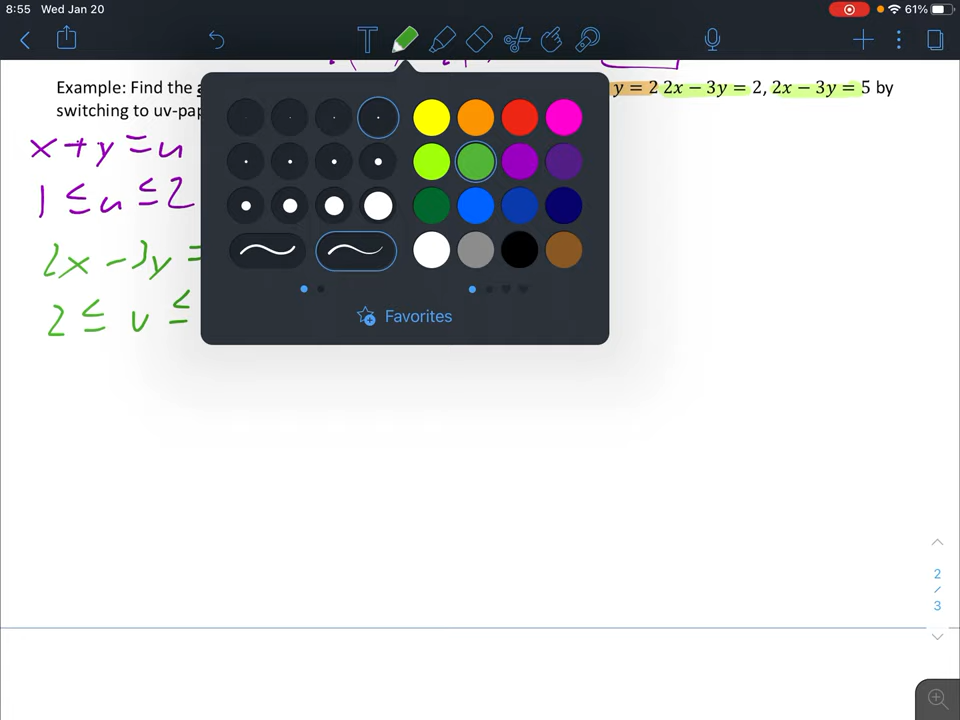 8:55 Wed Jan 20
61%
Example: Find the
y = 2 2x − 3y = 2, 2x − 3y = 5 by
switching to uv-pa
x + y = u
1 ≤ u ≤ 2
2x − 3y =
2 ≤ v ≤
Favorites
2
/
3